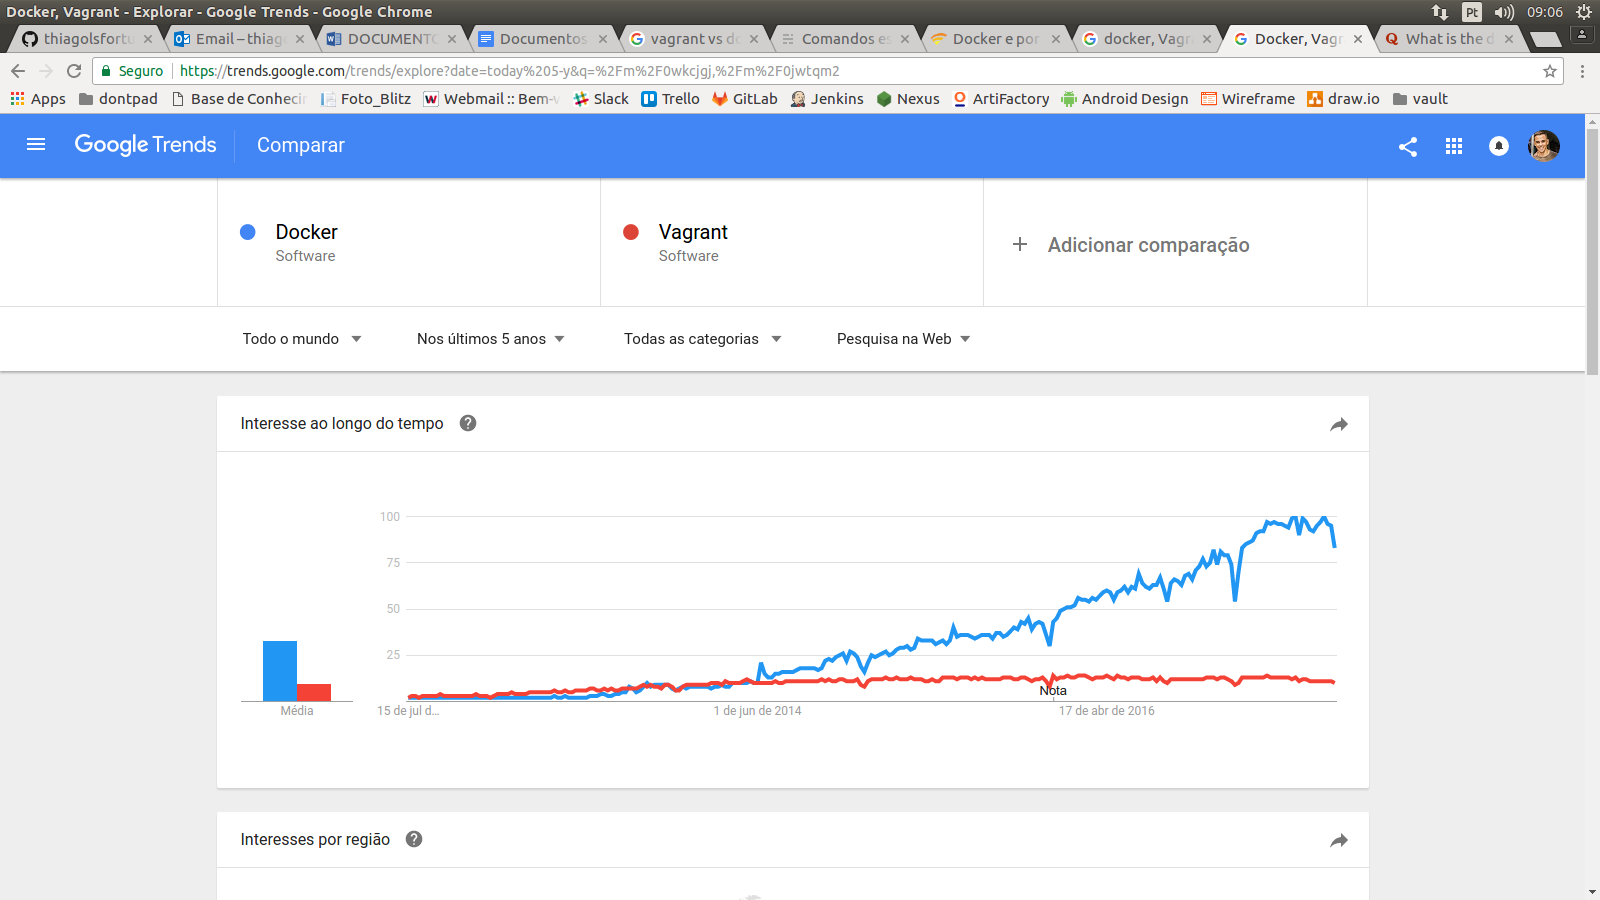 Docker, Vagrant - Explorar - Google Trends - Google Chrome
Pt
09:06
thiagolsfortu
Email – thiag
DOCUMENTO
Documentos
vagrant vs do
Comandos es
Docker e por
docker, Vagr
Docker, Vagr
What is the d
Seguro
https://trends.google.com/trends/explore?date=today%205-y&q=%2Fm%2F0wkcjgj,%2Fm%2F0jwtqm2
Apps
dontpad
Base de Conhecin
Foto_Blitz
Webmail :: Bem-v
Slack
Trello
GitLab
Jenkins
Nexus
ArtiFactory
Android Design
Wireframe
draw.io
vault
Google Trends
Comparar
Docker
Software
Vagrant
Software
+ Adicionar comparação
Todo o mundo
Nos últimos 5 anos
Todas as categorias
Pesquisa na Web
Interesse ao longo do tempo
100
75
50
25
Nota
Média
15 de jul d...
1 de jun de 2014
17 de abr de 2016
Interesses por região